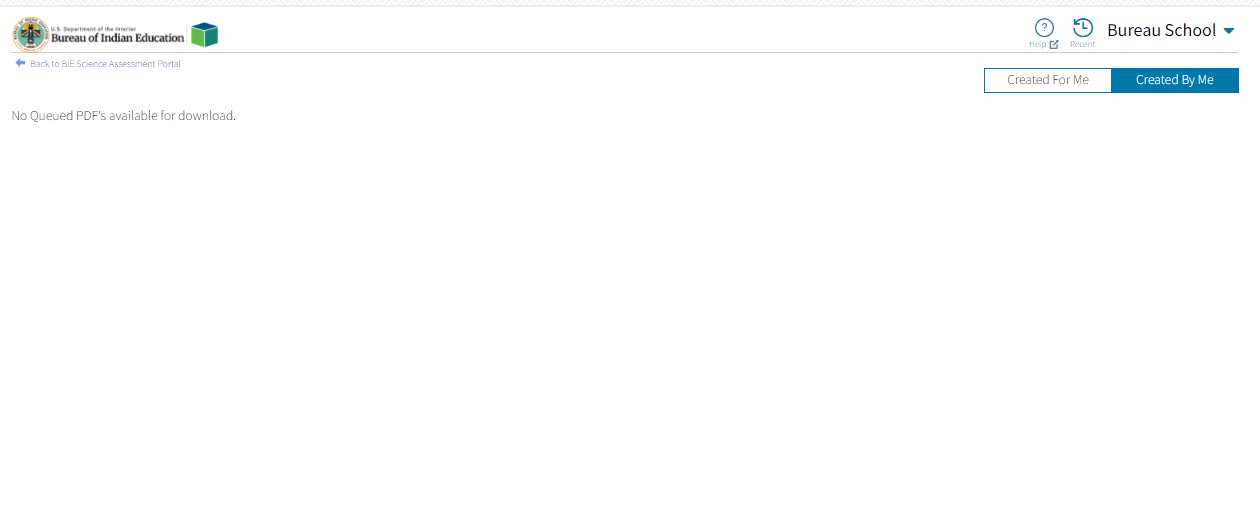 U.S. Department of the Interior
Bureau of Indian Education
Help
Recent
Bureau School
Back to BIE Science Assessment Portal
Created For Me
Created By Me
No Queued PDF's available for download.